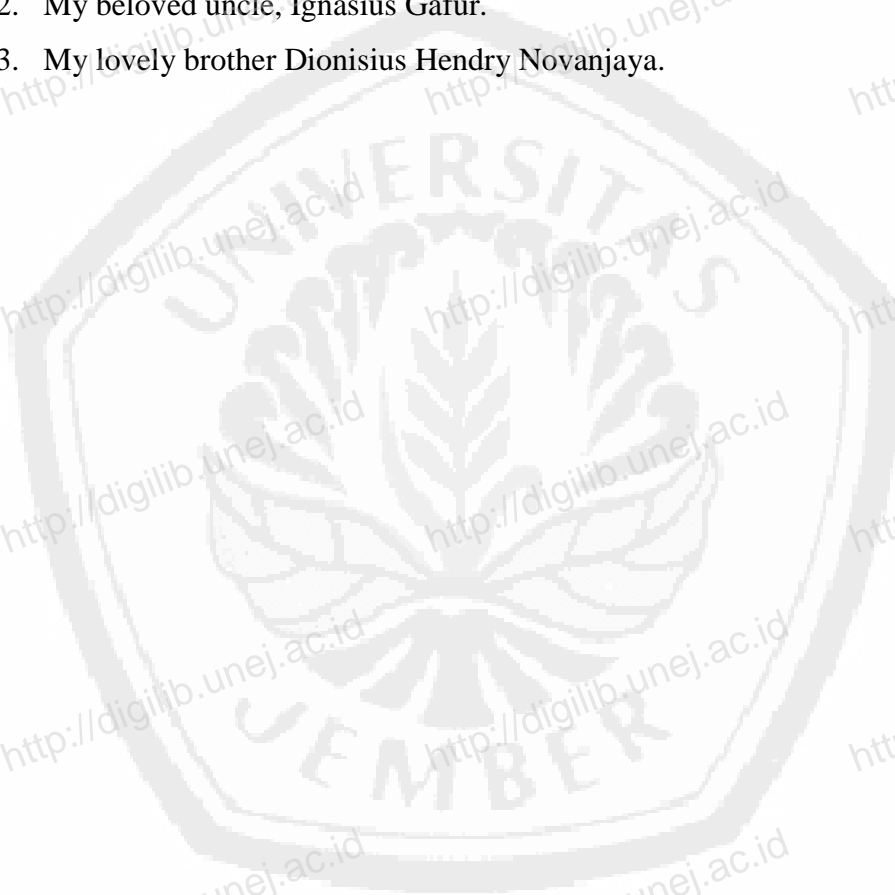 2. My beloved uncle, Ignasius Gafur.
3. My lovely brother Dionisius Hendry Novanjaya.
http://digilib.unej.ac.id
http://digilib.unej.ac.id
UNIVERSITAS
http://digilib.unej.ac.id
http://digilib.unej.ac.id
http://digilib.unej.ac.id
http://digilib.unej.ac.id
http://digilib.unej.ac.id
http://digilib.unej.ac.id
JEMBER